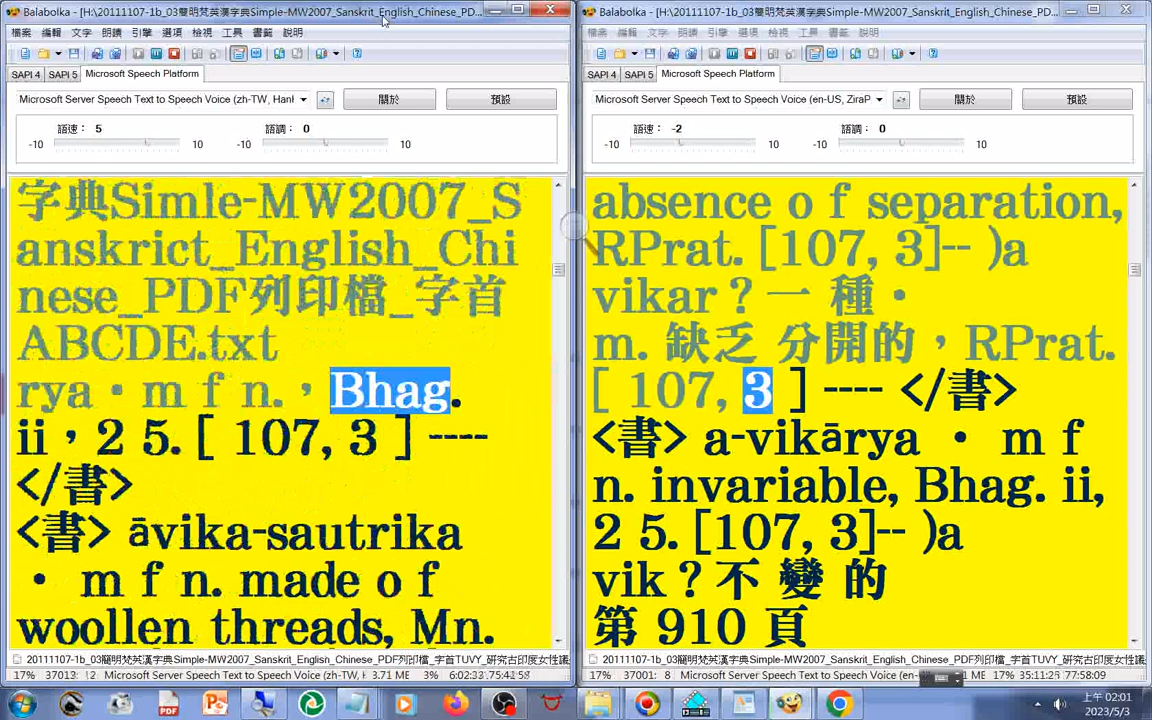 Balabolka - [H:\20111107-1b_03簡明梵英漢字典Simple-MW2007_Sanskrit_English_Chinese_PD...
檔案 編輯 文字 朗讀 引擎 選項 檢視 工具 書籤 說明
SAPI 4 SAPI 5 Microsoft Speech Platform
Microsoft Server Speech Text to Speech Voice (zh-TW, Hanl
關於 預設
語速： 5 語調： 0
-10 10 -10 10
字典Simle-MW2007_S
anskrict_English_Chi
nese_PDF列印檔_字首
ABCDE.txt
rya • m f n.，Bhag.
ii，2 5. [ 107, 3 ] ----
</書>
<書> āvika-sautrika
• m f n. made o f
woollen threads, Mn.
20111107-1b_03簡明梵英漢字典Simple-MW2007_Sanskrit_English_Chinese_PDF列印檔_字首TUVY_研究古印度女性議
17% Microsoft Server Speech Text to Speech Voice (zh-TW, H 3.71 MB 3%
Balabolka - [H:\20111107-1b_03簡明梵英漢字典Simple-MW2007_Sanskrit_English_Chinese_PD...
檔案 編輯 文字 朗讀 引擎 選項 檢視 工具 書籤 說明
SAPI 4 SAPI 5 Microsoft Speech Platform
Microsoft Server Speech Text to Speech Voice (en-US, ZiraP
關於 預設
語速： -2 語調： 0
-10 10 -10 10
absence o f separation,
RPrat. [107, 3]-- )a
vikar？一 種•
m. 缺乏 分開的，RPrat.
[ 107, 3 ] ---- </書>
<書> a-vikārya • m f
n. invariable, Bhag. ii,
2 5. [107, 3]-- )a
vik？不 變 的
第 910 頁
20111107-1b_03簡明梵英漢字典Simple-MW2007_Sanskrit_English_Chinese_PDF列印檔_字首TUVY_研究古印度女性議
17% 37001: 8 Microsoft Server Speech Text to Speech Voice (en-U 17%
上午 02:01
2023/5/3